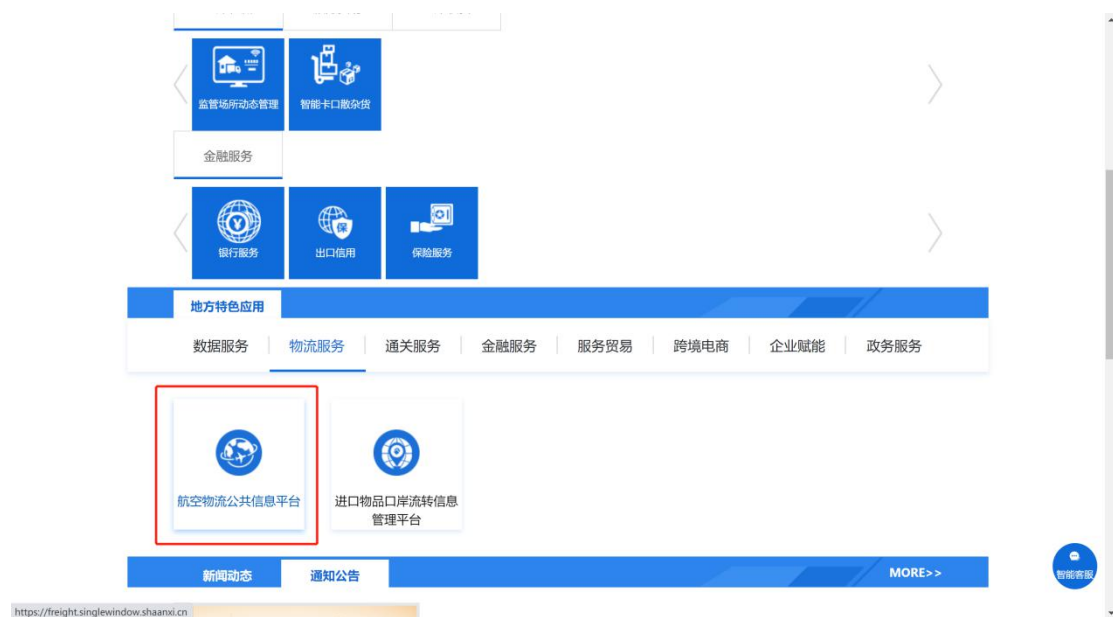 监管场所动态管理
智能卡口散杂货
金融服务
银行服务
保
出口信用
保险服务
地方特色应用
数据服务
物流服务
通关服务
金融服务
服务贸易
跨境电商
企业赋能
政务服务
航空物流公共信息平台
进口物品口岸流转信息
管理平台
新闻动态
通知公告
MORE>>
智能客服
https://freight.singlewindow.shaanxi.cn